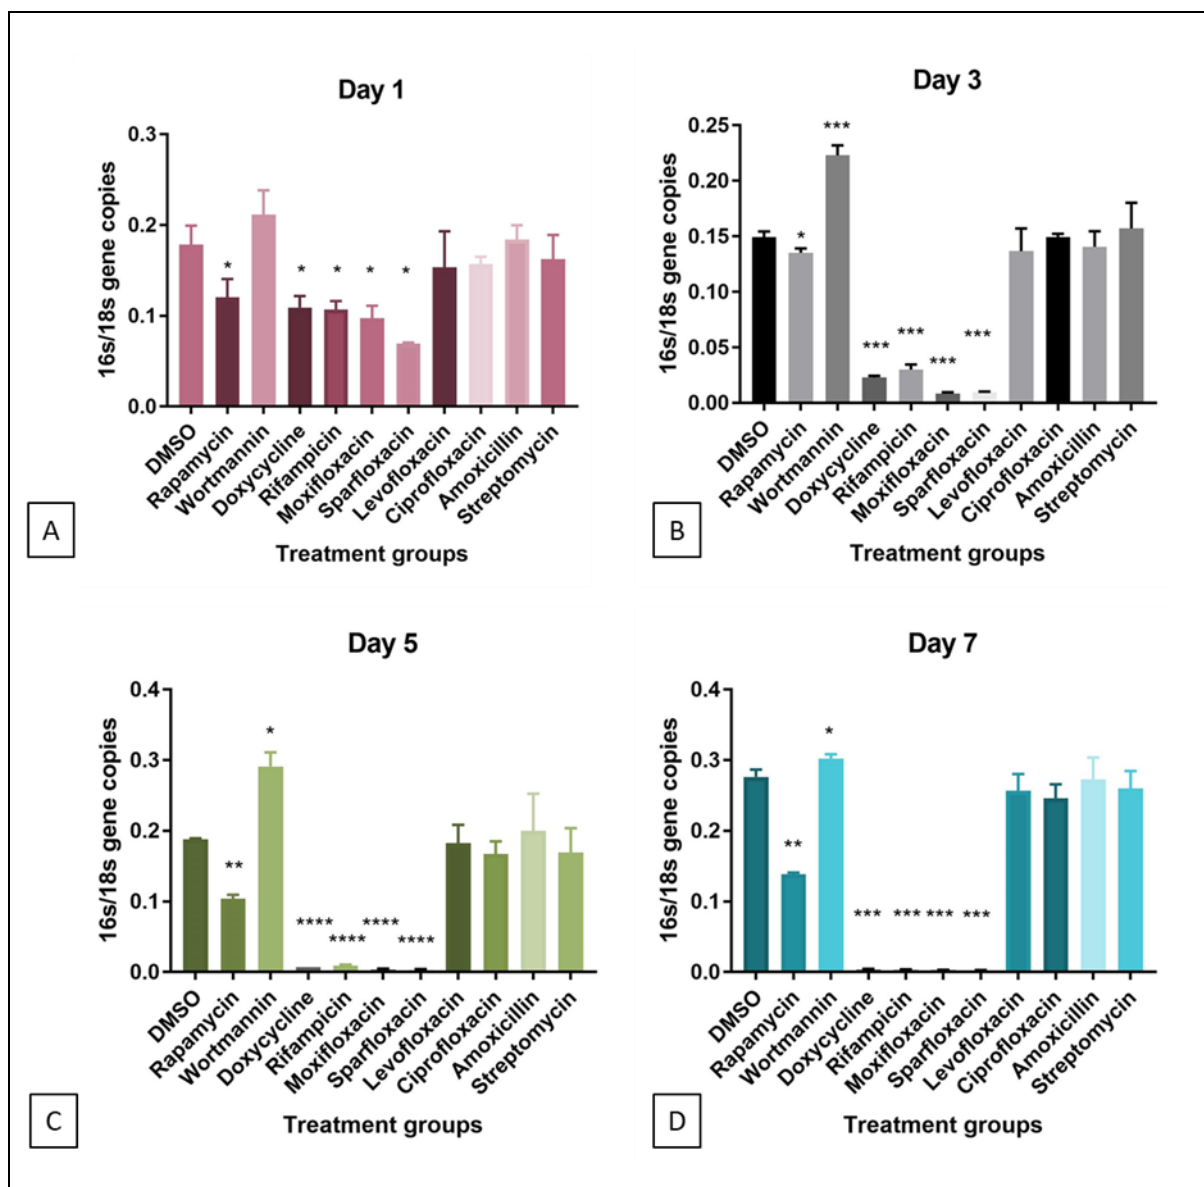 Day 1
16s/18s gene copies
0.3
0.2
0.1
0.0
*
*
*
*
*
DMSO
Rapamycin
Wortmannin
Doxycycline
Rifampicin
Moxifloxacin
Sparfloxacin
Levofloxacin
Ciprofloxacin
Amoxicillin
Streptomycin
Treatment groups
A
Day 3
16s/18s gene copies
0.25
0.20
0.15
0.10
0.05
0.00
*
***
***
***
***
***
DMSO
Rapamycin
Wortmannin
Doxycycline
Rifampicin
Moxifloxacin
Sparfloxacin
Levofloxacin
Ciprofloxacin
Amoxicillin
Streptomycin
Treatment groups
B
Day 5
16s/18s gene copies
0.4
0.3
0.2
0.1
0.0
**
*
****
****
****
****
DMSO
Rapamycin
Wortmannin
Doxycycline
Rifampicin
Moxifloxacin
Sparfloxacin
Levofloxacin
Ciprofloxacin
Amoxicillin
Streptomycin
Treatment groups
C
Day 7
16s/18s gene copies
0.4
0.3
0.2
0.1
0.0
**
*
***
***
***
***
DMSO
Rapamycin
Wortmannin
Doxycycline
Rifampicin
Moxifloxacin
Sparfloxacin
Levofloxacin
Ciprofloxacin
Amoxicillin
Streptomycin
Treatment groups
D